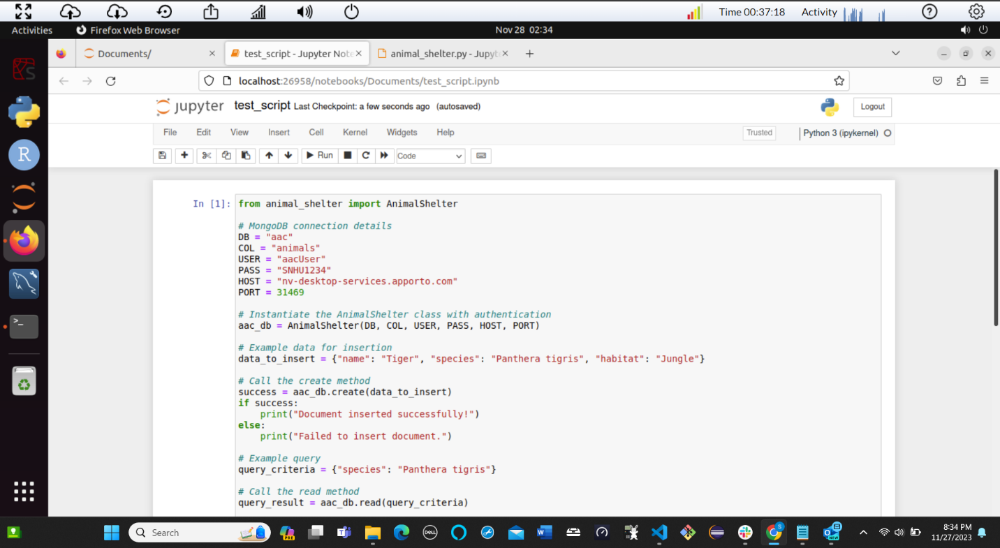 Time 00:37:18 Activity
Activities Firefox Web Browser Nov 28 02:34
Documents/ test_script - Jupyter Note animal_shelter.py - Jupyt
localhost:26958/notebooks/Documents/test_script.ipynb
jupyter test_script Last Checkpoint: a few seconds ago (autosaved) Logout
File Edit View Insert Cell Kernel Widgets Help Trusted Python 3 (ipykernel)
Run Code
In [1]: from animal_shelter import AnimalShelter
# MongoDB connection details
DB = "aac"
COL = "animals"
USER = "aacUser"
PASS = "SNHU1234"
HOST = "nv-desktop-services.apporto.com"
PORT = 31469
# Instantiate the AnimalShelter class with authentication
aac_db = AnimalShelter(DB, COL, USER, PASS, HOST, PORT)
# Example data for insertion
data_to_insert = {"name": "Tiger", "species": "Panthera tigris", "habitat": "Jungle"}
# Call the create method
success = aac_db.create(data_to_insert)
if success:
    print("Document inserted successfully!")
else:
    print("Failed to insert document.")
# Example query
query_criteria = {"species": "Panthera tigris"}
# Call the read method
query_result = aac_db.read(query_criteria)
Search PRE DELL NEW 8:34 PM
11/27/2023